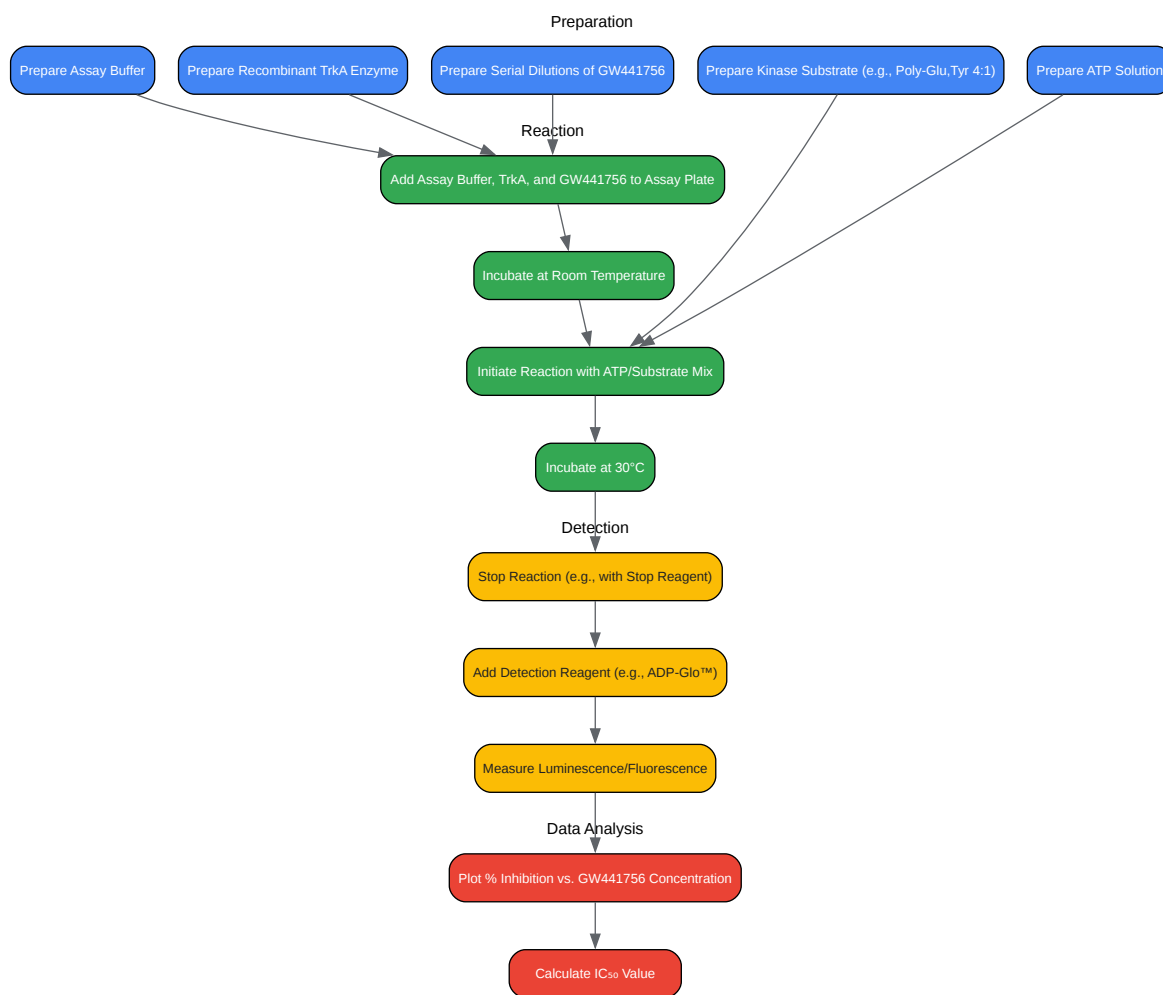 Preparation
Prepare Assay Buffer
Prepare Recombinant TrkA Enzyme
Prepare Serial Dilutions of GW441756
Prepare Kinase Substrate (e.g., Poly-Glu,Tyr 4:1)
Prepare ATP Solution
Reaction
Add Assay Buffer, TrkA, and GW441756 to Assay Plate
Incubate at Room Temperature
Initiate Reaction with ATP/Substrate Mix
Incubate at 30°C
Detection
Stop Reaction (e.g., with Stop Reagent)
Add Detection Reagent (e.g., ADP-Glo™)
Measure Luminescence/Fluorescence
Data Analysis
Plot % Inhibition vs. GW441756 Concentration
Calculate IC₅₀ Value